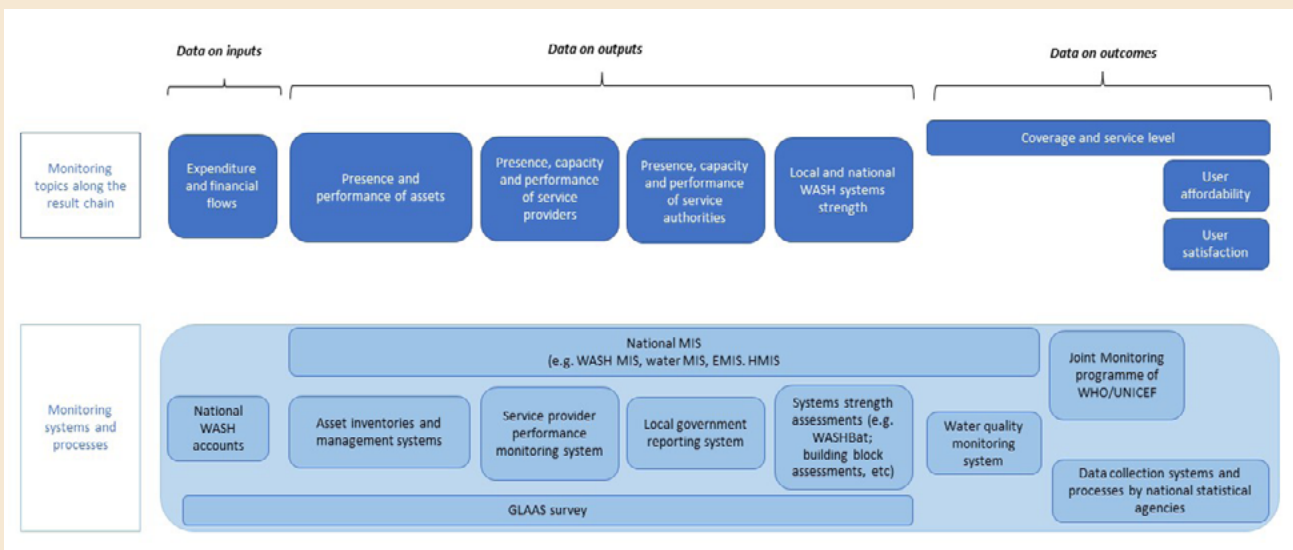 Data on inputs
Data on outputs
Data on outcomes
Monitoring
topics along the
result chain
Expenditure
and financial
flows
Presence and
performance of assets
Presence, capacity
and performance
of service
providers
Presence, capacity
and performance
of service
authorities
Local and national
WASH systems
strength
Coverage and service level
User
affordability
User
satisfaction
Monitoring
systems and
processes
National MIS
(e.g. WASH MIS, water MIS, EMIS. HMIS
Joint Monitoring
programme of
WHO/UNICEF
National
WASH
accounts
Asset inventories and
management systems
Service provider
performance
monitoring system
Local government
reporting system
Systems strength
assessments (e.g.
WASHBat;
building block
assessments, etc)
Water quality
monitoring
system
Data collection systems and
processes by national statistical
agencies
GLAAS survey